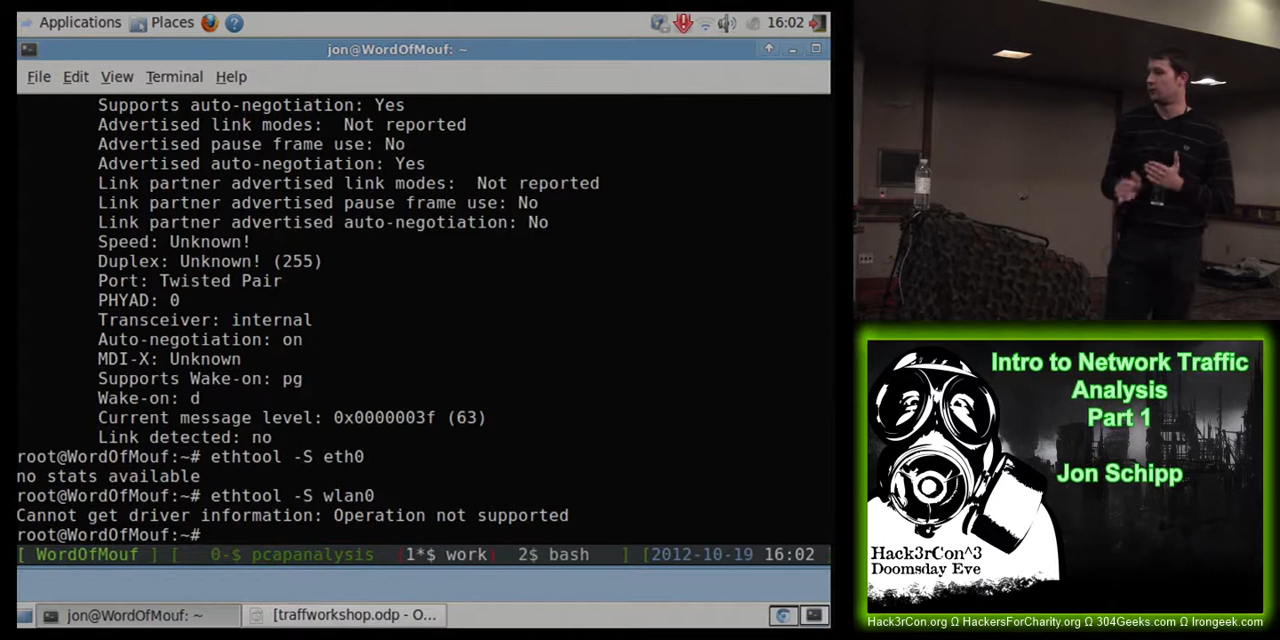 Applications Places 16:02
jon@WordOfMouf: ~
File Edit View Terminal Help
Supports auto-negotiation: Yes
Advertised link modes:  Not reported
Advertised pause frame use: No
Advertised auto-negotiation: Yes
Link partner advertised link modes:  Not reported
Link partner advertised pause frame use: No
Link partner advertised auto-negotiation: No
Speed: Unknown!
Duplex: Unknown! (255)
Port: Twisted Pair
PHYAD: 0
Transceiver: internal
Auto-negotiation: on
MDI-X: Unknown
Supports Wake-on: pg
Wake-on: d
Current message level: 0x0000003f (63)
Link detected: no
root@WordOfMouf:~# ethtool -S eth0
no stats available
root@WordOfMouf:~# ethtool -S wlan0
Cannot get driver information: Operation not supported
root@WordOfMouf:~#
[ WordOfMouf ] [   0-$ pcapanalysis  (1*$ work)  2$ bash   ] [2012-10-19 16:02 ]
jon@WordOfMouf: ~
[traffworkshop.odp - O...
Intro to Network Traffic
Analysis
Part 1
Jon Schipp
Hack3rCon^3
Doomsday Eve
Hack3rCon.org Ω HackersForCharity.org Ω 304Geeks.com Ω Irongeek.com